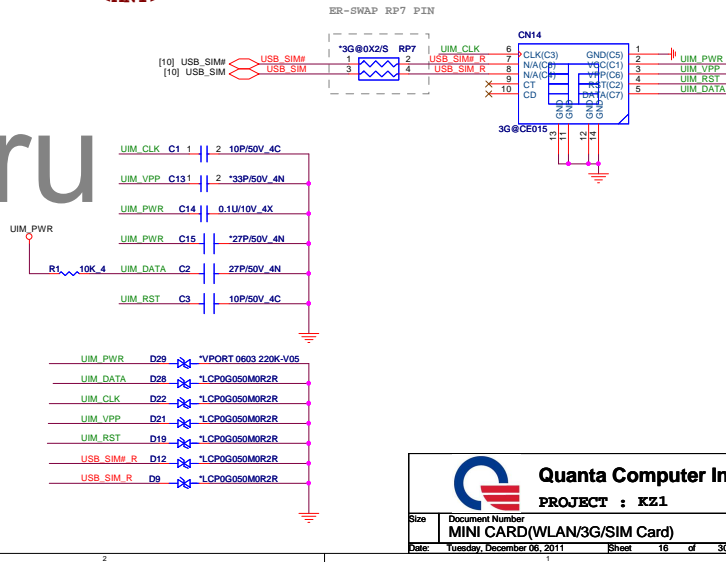 ER-SWAP RP7 PIN
*3G@0X2/S RP7
[10] USB_SIM# USB_SIM# 1 2 USB_SIM#_R
[10] USB_SIM USB_SIM 3 4 USB_SIM_R
CN14
UIM_CLK 6 CLK(C3) GND(C5) 1
7 N/A(C8) VCC(C1) 2 UIM_PWR
8 N/A(C4) VPP(C6) 3 UIM_VPP
9 CT RST(C2) 4 UIM_RST
10 CD DATA(C7) 5 UIM_DATA
GND GND GND GND
3G@CE015
13 11 12 14
ru
UIM_CLK C1 1 2 10P/50V_4C
UIM_VPP C13 1 2 *33P/50V_4N
UIM_PWR C14 0.1U/10V_4X
UIM_PWR
UIM_PWR C15 *27P/50V_4N
R1 10K_4 UIM_DATA C2 27P/50V_4N
UIM_RST C3 10P/50V_4C
UIM_PWR D29 *VPORT 0603 220K-V05
UIM_DATA D28 *LCP0G050M0R2R
UIM_CLK D22 *LCP0G050M0R2R
UIM_VPP D21 *LCP0G050M0R2R
UIM_RST D19 *LCP0G050M0R2R
USB_SIM#_R D12 *LCP0G050M0R2R
USB_SIM_R D9 *LCP0G050M0R2R
Quanta Computer In
PROJECT : KZ1
Size Document Number
MINI CARD(WLAN/3G/SIM Card)
Date: Tuesday, December 06, 2011 Sheet 16 of 30
2 1